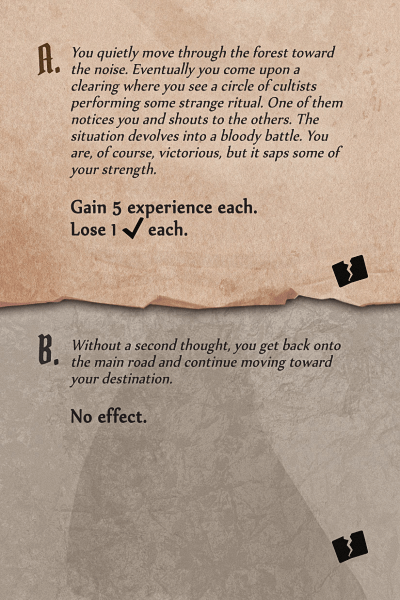 A. You quietly move through the forest toward
the noise. Eventually you come upon a
clearing where you see a circle of cultists
performing some strange ritual. One of them
notices you and shouts to the others. The
situation devolves into a bloody battle. You
are, of course, victorious, but it saps some of
your strength.
Gain 5 experience each.
Lose 1 ✓ each.
B. Without a second thought, you get back onto
the main road and continue moving toward
your destination.
No effect.